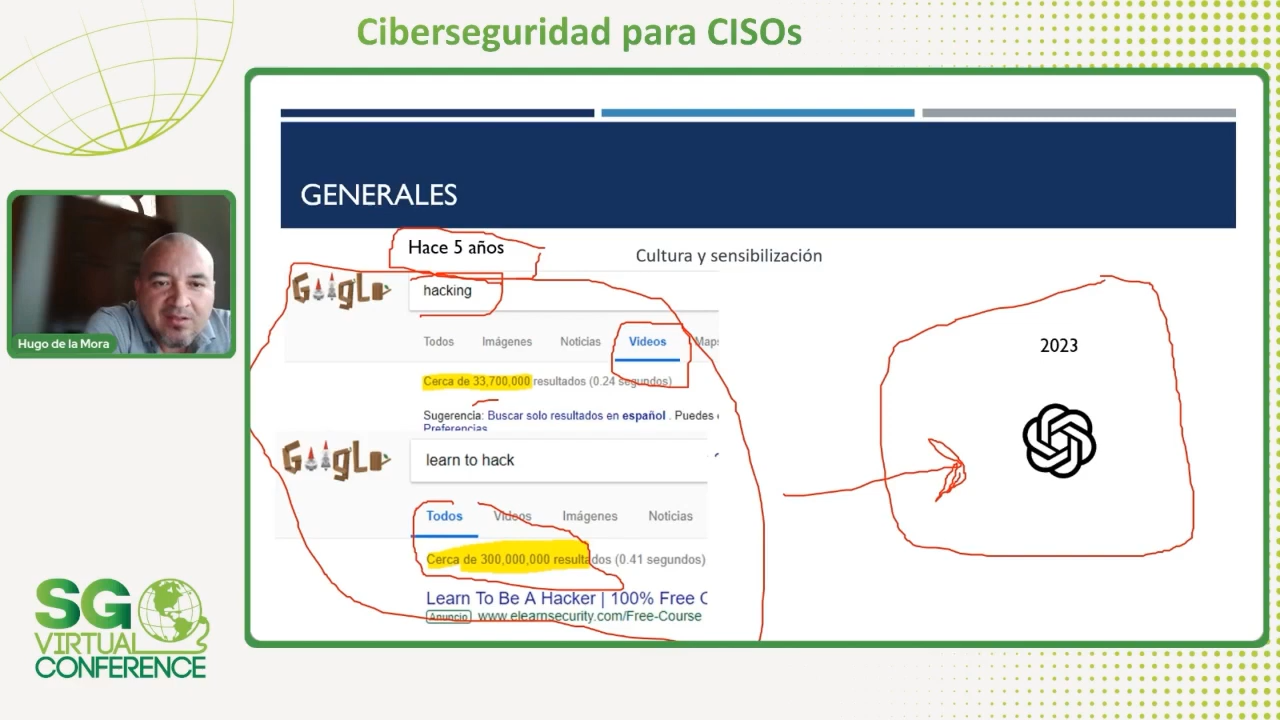 Ciberseguridad para CISOs
GENERALES
Hace 5 años
Cultura y sensibilización
hacking
Todos Imágenes Noticias Videos Maps
Cerca de 33,700,000 resultados (0.24 segundos)
Sugerencia: Buscar solo resultados en español . Puedes
Preferencias
Google
learn to hack
Todos Videos Imágenes Noticias
Cerca de 300,000,000 resultados (0.41 segundos)
Learn To Be A Hacker | 100% Free
Anuncio www.elearnsecurity.com/Free-Course
2023
Hugo de la Mora
SG
VIRTUAL
CONFERENCE